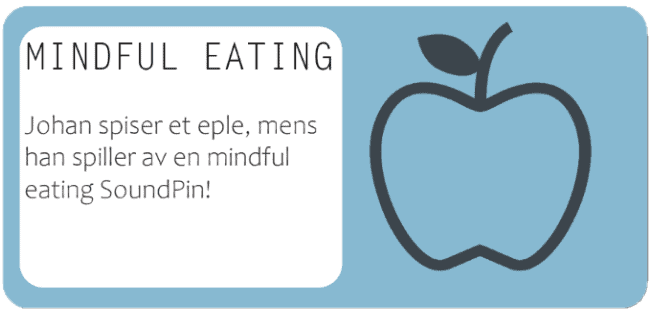 MINDFUL EATING
Johan spiser et eple, mens
han spiller av en mindful
eating SoundPin!